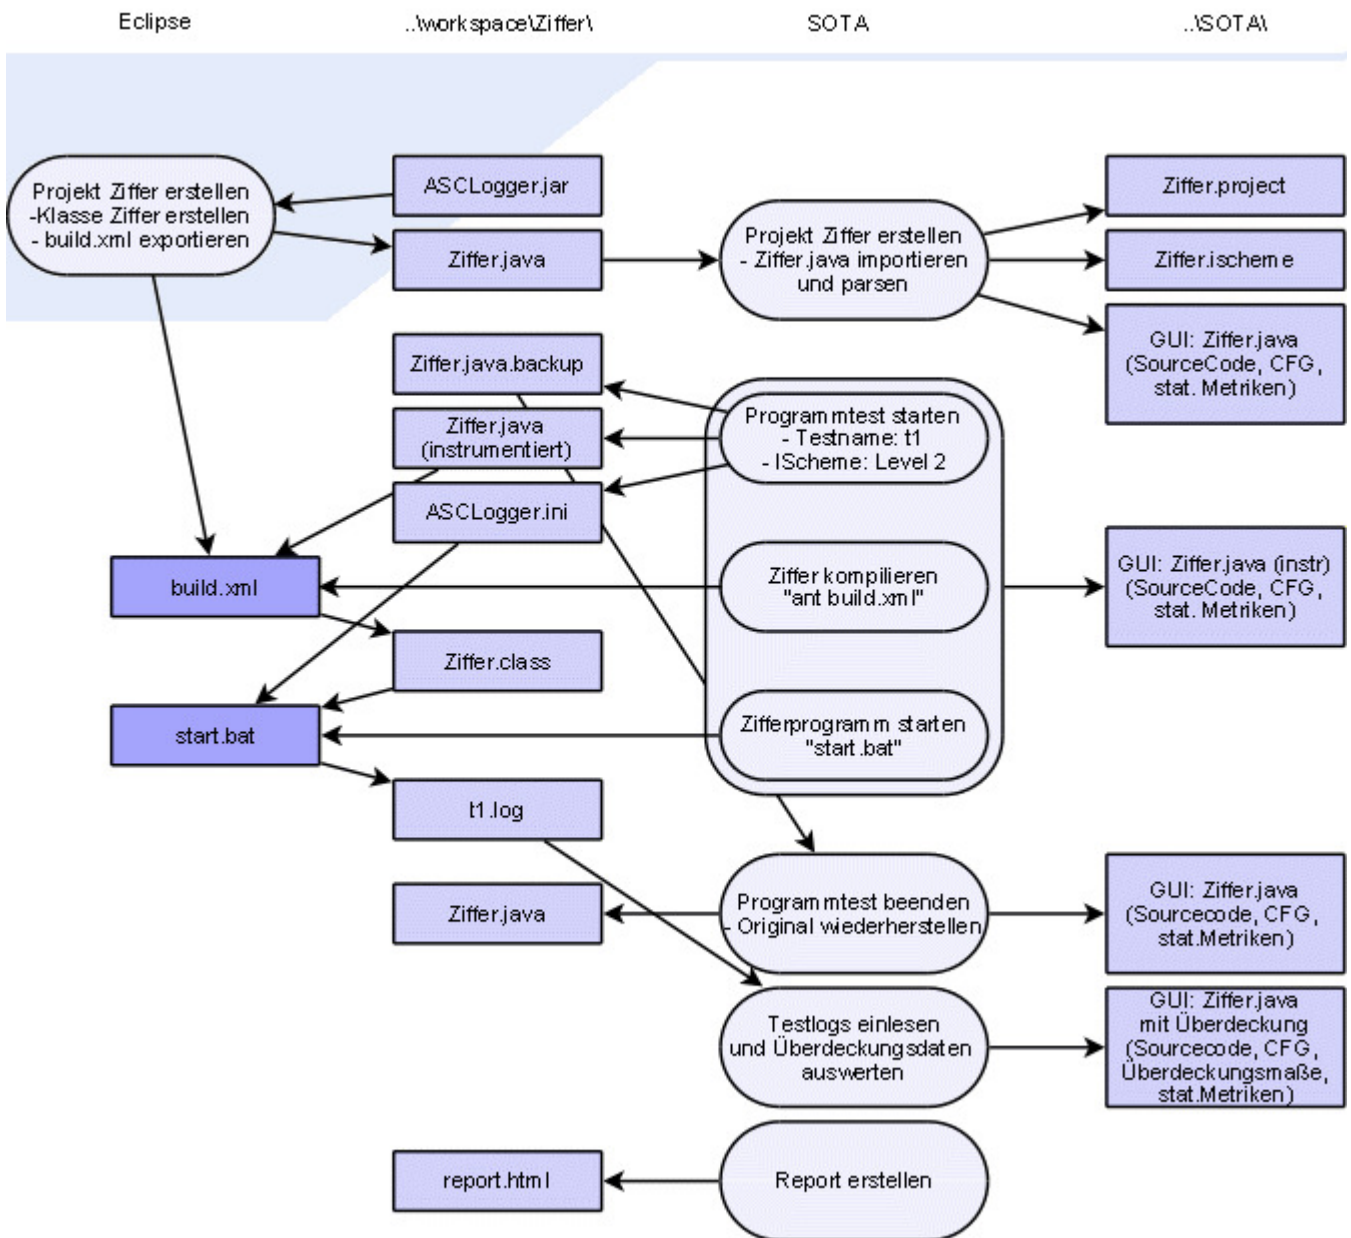 Eclipse
..\workspace\Ziffer\
SOTA
..\SOTA\
Projekt Ziffer erstellen
-Klasse Ziffer erstellen
- build.xml exportieren
ASCLogger.jar
Ziffer.java
Projekt Ziffer erstellen
- Ziffer.java importieren
und parsen
Ziffer.project
Ziffer.ischeme
GUI: Ziffer.java
(SourceCode, CFG,
stat. Metriken)
Ziffer.java.backup
Ziffer.java
(instrumentiert)
ASCLogger.ini
Programmtest starten
- Testname: t1
- IScheme: Level 2
build.xml
Ziffer kompilieren
"ant build.xml"
GUI: Ziffer.java (instr)
(SourceCode, CFG,
stat. Metriken)
Ziffer.class
start.bat
Zifferprogramm starten
"start.bat"
t1.log
Ziffer.java
Programmtest beenden
- Original wiederherstellen
GUI: Ziffer.java
(Sourcecode, CFG,
stat.Metriken)
Testlogs einlesen
und Überdeckungsdaten
auswerten
GUI: Ziffer.java
mit Überdeckung
(Sourcecode, CFG,
Überdeckungsmaße,
stat.Metriken)
report.html
Report erstellen